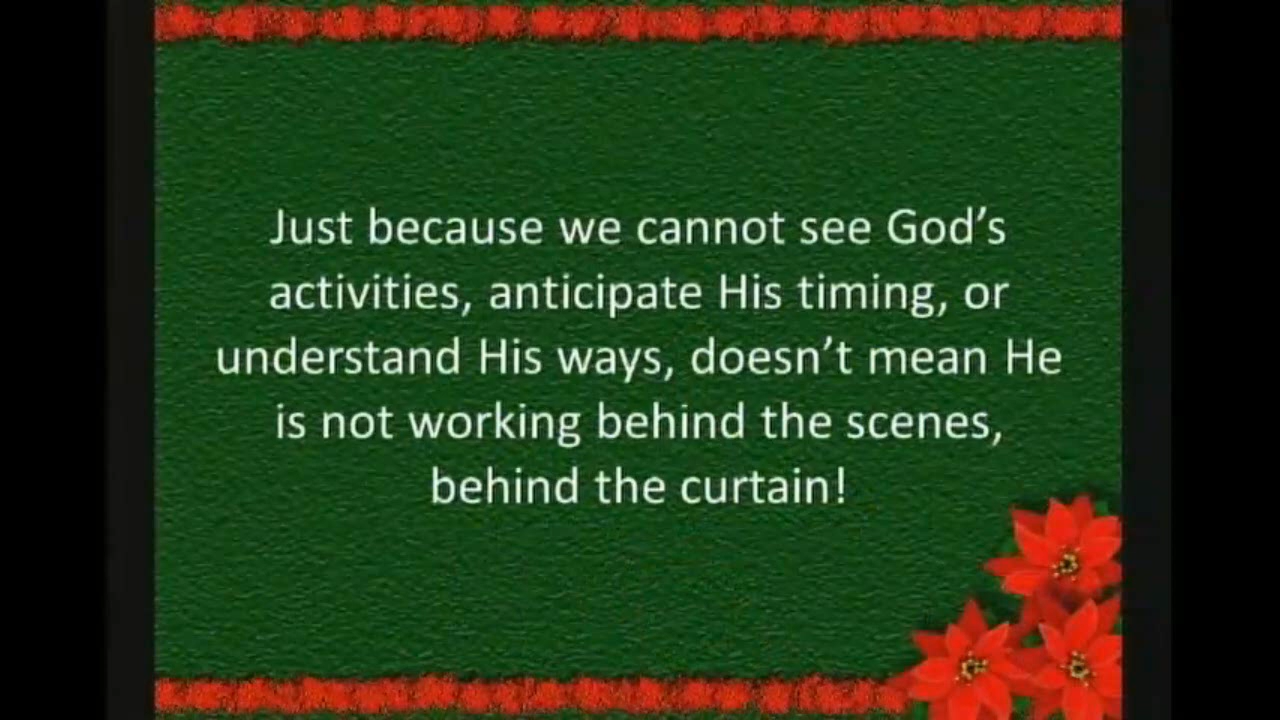 Just because we cannot see God’s
activities, anticipate His timing, or
understand His ways, doesn’t mean He
is not working behind the scenes,
behind the curtain!